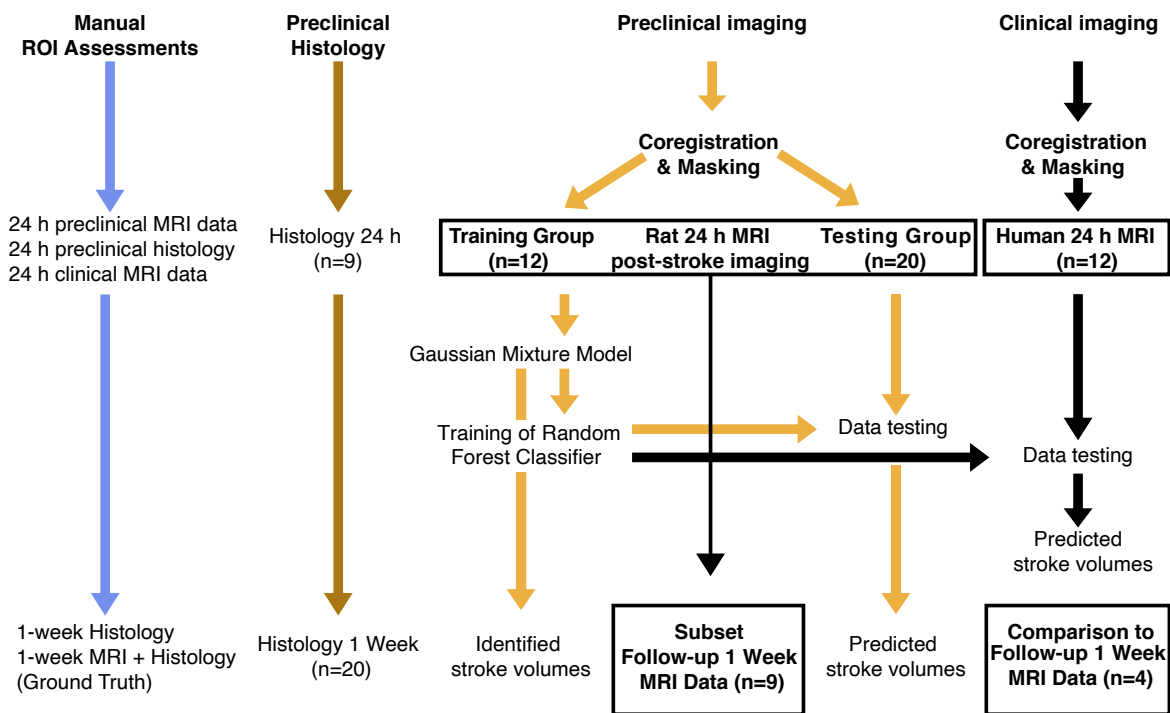 Manual
ROI Assessments
24 h preclinical MRI data
24 h preclinical histology
24 h clinical MRI data
1-week Histology
1-week MRI + Histology
(Ground Truth)
Preclinical
Histology
Histology 24 h
(n=9)
Histology 1 Week
(n=20)
Preclinical imaging
Coregistration
& Masking
Training Group
(n=12)
Rat 24 h MRI
post-stroke imaging
Testing Group
(n=20)
Gaussian Mixture Model
Training of Random
Forest Classifier
Data testing
Identified
stroke volumes
Subset
Follow-up 1 Week
MRI Data (n=9)
Predicted
stroke volumes
Clinical imaging
Coregistration
& Masking
Human 24 h MRI
(n=12)
Data testing
Predicted
stroke volumes
Comparison to
Follow-up 1 Week
MRI Data (n=4)